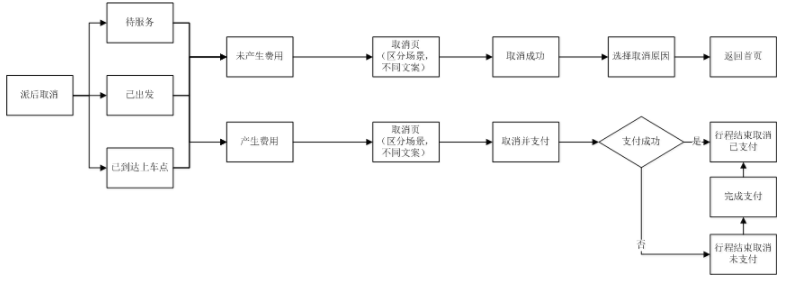 待服务
未产生费用
取消页
（区分场景，
不同文案）
取消成功
选择取消原因
返回首页
派后取消
已出发
产生费用
取消页
（区分场景，
不同文案）
取消并支付
支付成功
是
行程结束取消
已支付
已到达上车点
完成支付
否
行程结束取消
未支付